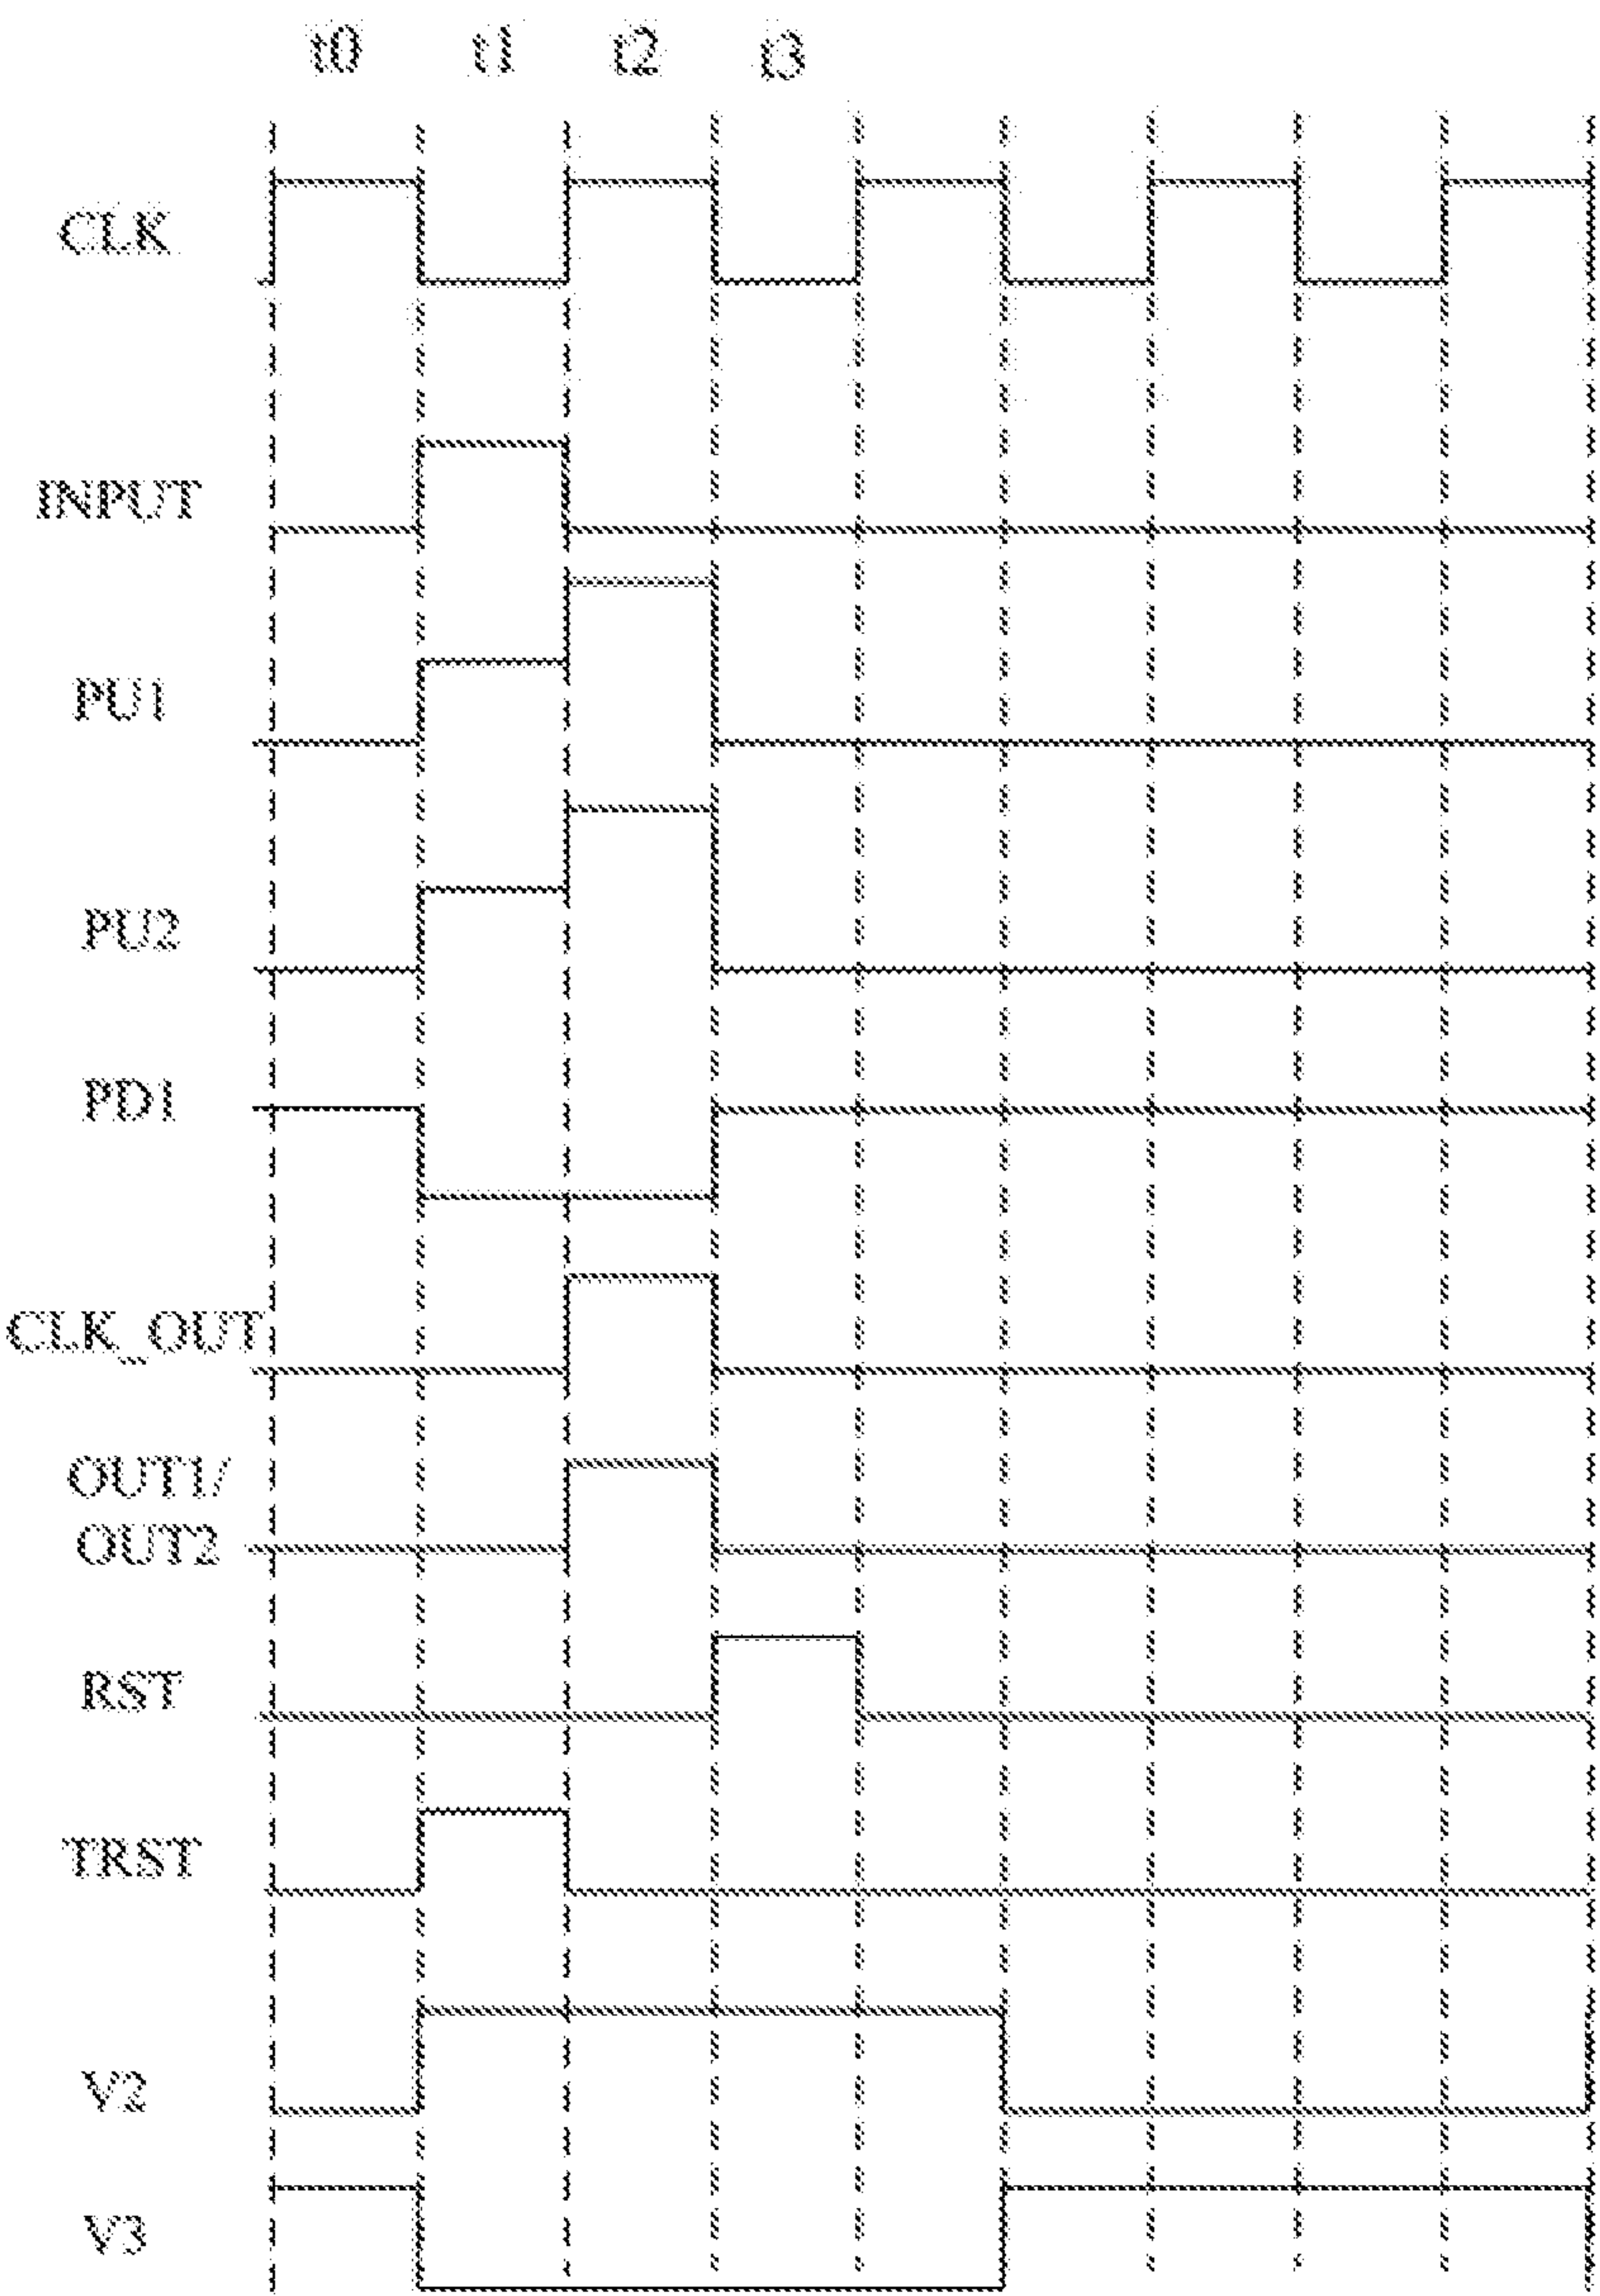 t0 t1 t2 t3
CLK
INPUT
PU1
PU2
PD1
CLK_OUT
OUT1/
OUT2
RST
TRST
V2
V3